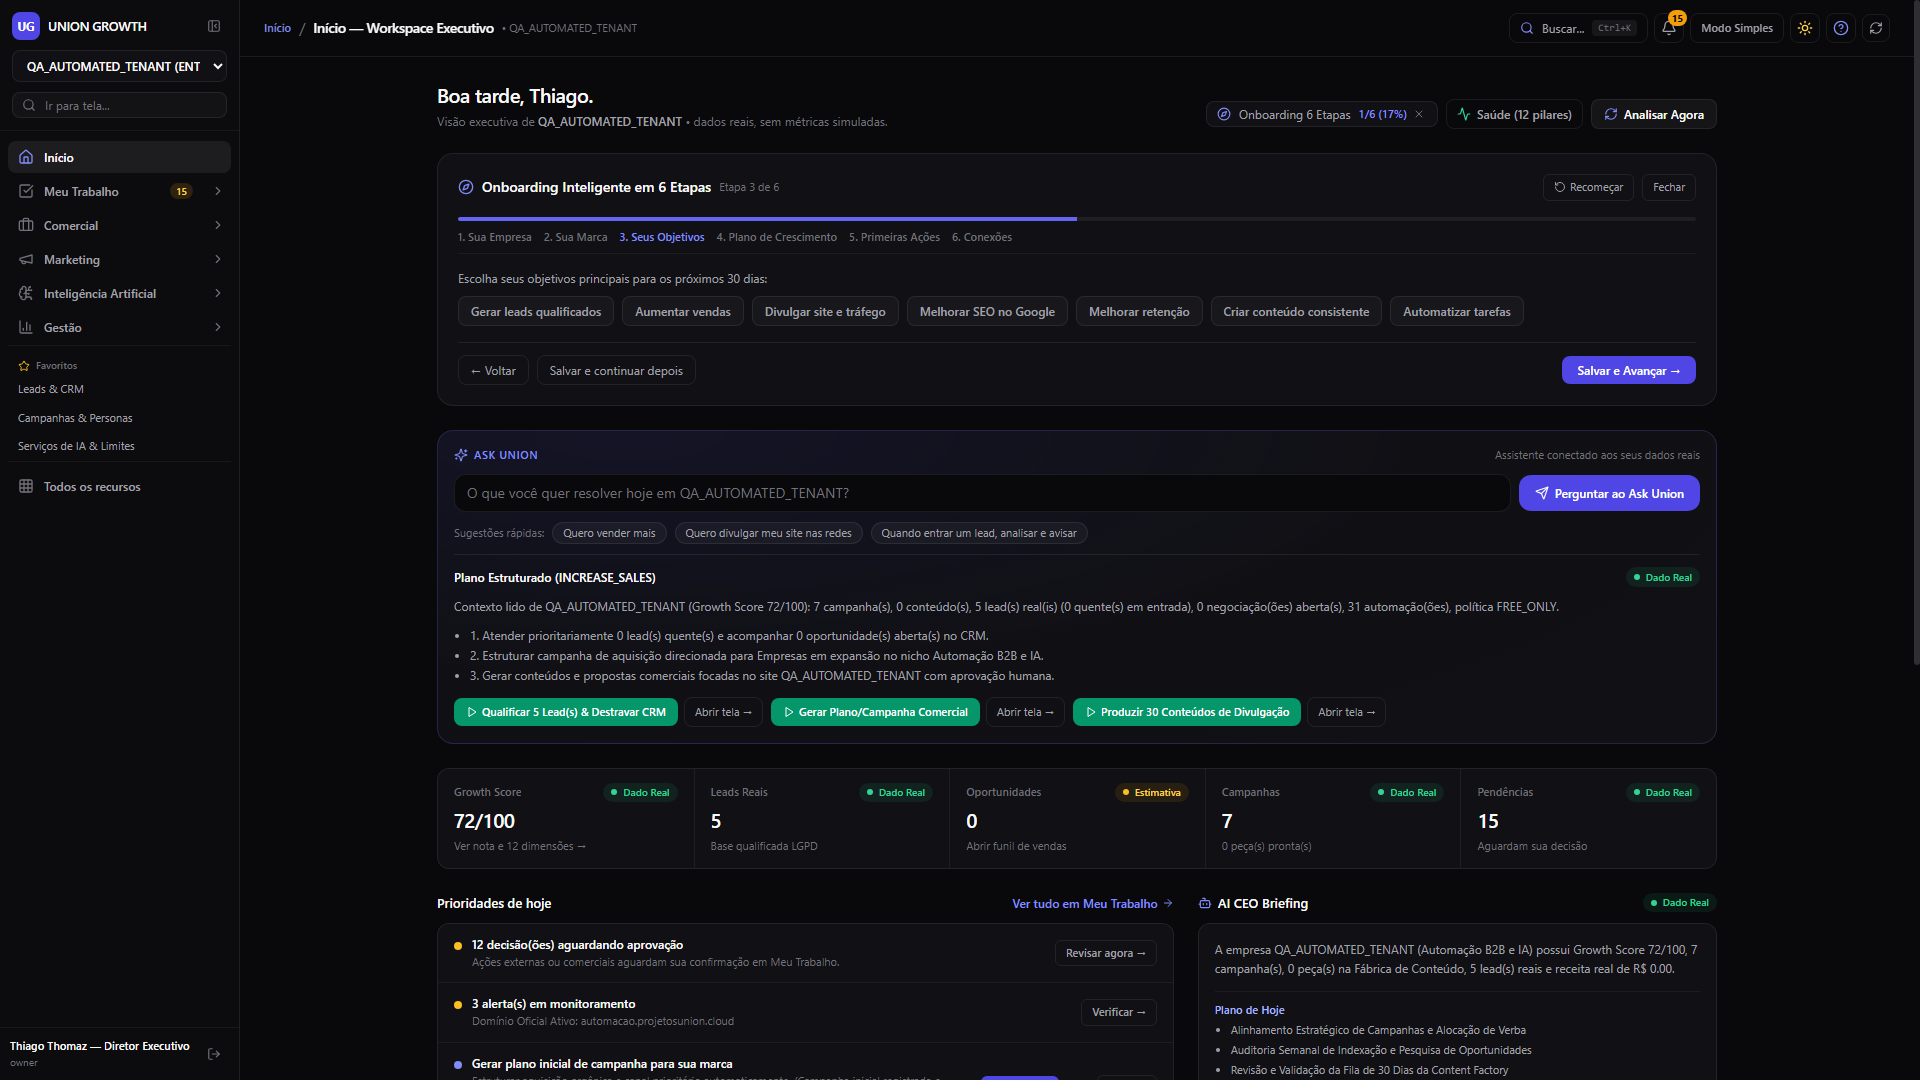 UG UNION GROWTH
QA_AUTOMATED_TENANT (ENT
Ir para tela...
Início
Meu Trabalho 15
Comercial
Marketing
Inteligência Artificial
Gestão
Favoritos
Leads & CRM
Campanhas & Personas
Serviços de IA & Limites
Todos os recursos
Thiago Thomaz — Diretor Executivo
owner
Início / Início — Workspace Executivo • QA_AUTOMATED_TENANT
Buscar... Ctrl+K 15 Modo Simples
Boa tarde, Thiago.
Visão executiva de QA_AUTOMATED_TENANT • dados reais, sem métricas simuladas.
Onboarding 6 Etapas 1/6 (17%) × Saúde (12 pilares) Analisar Agora
Onboarding Inteligente em 6 Etapas Etapa 3 de 6
Recomeçar Fechar
1. Sua Empresa 2. Sua Marca 3. Seus Objetivos 4. Plano de Crescimento 5. Primeiras Ações 6. Conexões
Escolha seus objetivos principais para os próximos 30 dias:
Gerar leads qualificados Aumentar vendas Divulgar site e tráfego Melhorar SEO no Google Melhorar retenção Criar conteúdo consistente Automatizar tarefas
← Voltar Salvar e continuar depois Salvar e Avançar →
ASK UNION Assistente conectado aos seus dados reais
O que você quer resolver hoje em QA_AUTOMATED_TENANT? Perguntar ao Ask Union
Sugestões rápidas: Quero vender mais Quero divulgar meu site nas redes Quando entrar um lead, analisar e avisar
Plano Estruturado (INCREASE_SALES) Dado Real
Contexto lido de QA_AUTOMATED_TENANT (Growth Score 72/100): 7 campanha(s), 0 conteúdo(s), 5 lead(s) real(is) (0 quente(s) em entrada), 0 negociação(ões) aberta(s), 31 automação(ões), política FREE_ONLY.
• 1. Atender prioritariamente 0 lead(s) quente(s) e acompanhar 0 oportunidade(s) aberta(s) no CRM.
• 2. Estruturar campanha de aquisição direcionada para Empresas em expansão no nicho Automação B2B e IA.
• 3. Gerar conteúdos e propostas comerciais focadas no site QA_AUTOMATED_TENANT com aprovação humana.
Qualificar 5 Lead(s) & Destravar CRM Abrir tela → Gerar Plano/Campanha Comercial Abrir tela → Produzir 30 Conteúdos de Divulgação Abrir tela →
Growth Score Dado Real
72/100
Ver nota e 12 dimensões →
Leads Reais Dado Real
5
Base qualificada LGPD
Oportunidades Estimativa
0
Abrir funil de vendas
Campanhas Dado Real
7
0 peça(s) pronta(s)
Pendências Dado Real
15
Aguardam sua decisão
Prioridades de hoje Ver tudo em Meu Trabalho →
12 decisão(ões) aguardando aprovação
Ações externas ou comerciais aguardam sua confirmação em Meu Trabalho.
Revisar agora →
3 alerta(s) em monitoramento
Domínio Oficial Ativo: automacao.projetosunion.cloud
Verificar →
Gerar plano inicial de campanha para sua marca
AI CEO Briefing Dado Real
A empresa QA_AUTOMATED_TENANT (Automação B2B e IA) possui Growth Score 72/100, 7
campanha(s), 0 peça(s) na Fábrica de Conteúdo, 5 lead(s) reais e receita real de R$ 0.00.
Plano de Hoje
• Alinhamento Estratégico de Campanhas e Alocação de Verba
• Auditoria Semanal de Indexação e Pesquisa de Oportunidades
• Revisão e Validação da Fila de 30 Dias da Content Factory